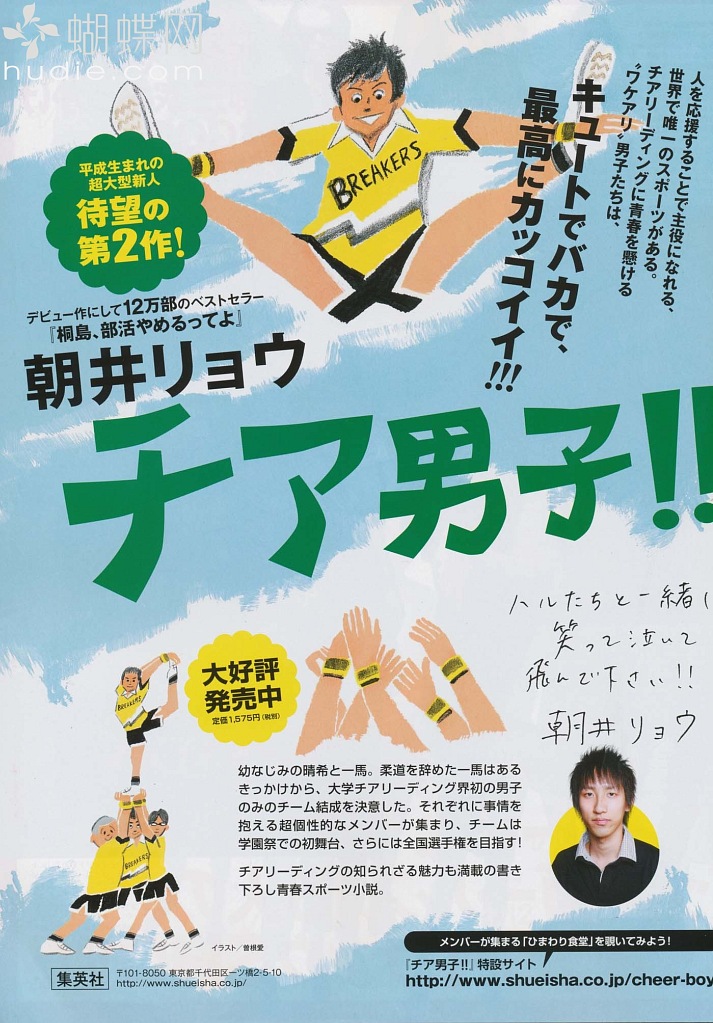 蝴蝶网
hudie.com
人を応援することで主役になれる、
世界で唯一のスポーツがある。
チアリーディングに青春を懸ける
〝ワケアリ〟男子たちは、
キュートでバカで、
最高にカッコイイ!!!
BREAKERS
平成生まれの
超大型新人
待望の
第2作!
デビュー作にして12万部のベストセラー
『桐島、部活やめるってよ』
朝井リョウ
チア男子!!
ハルたちと一緒に
笑って泣いて
飛んで下さい!!
朝井リョウ
大好評
発売中
定価1,575円(税別)
BREAKERS
BREAKERS
幼なじみの晴希と一馬。柔道を辞めた一馬はある
きっかけから、大学チアリーディング界初の男子
のみのチーム結成を決意した。それぞれに事情を
抱える超個性的なメンバーが集まり、チームは
学園祭での初舞台、さらには全国選手権を目指す!
チアリーディングの知られざる魅力も満載の書き
下ろし青春スポーツ小説。
イラスト/曽根愛
メンバーが集まる「ひまわり食堂」を覗いてみよう!
『チア男子!!』特設サイト
http://www.shueisha.co.jp/cheer-boy
集英社
〒101-8050 東京都千代田区一ツ橋2-5-10
http://www.shueisha.co.jp/